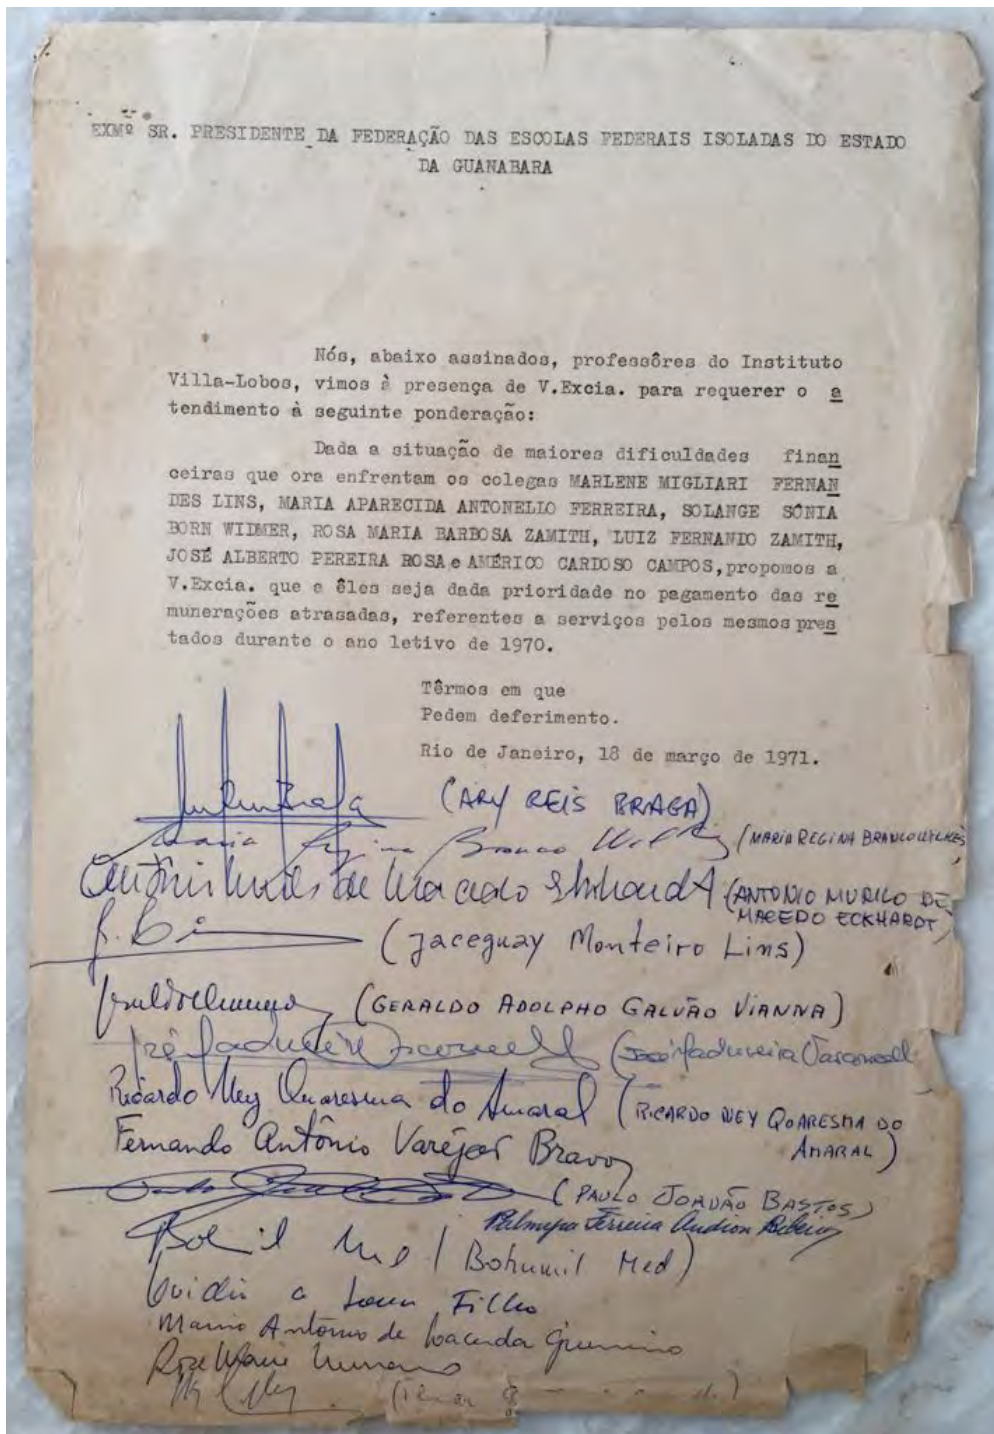 EXMº SR. PRESIDENTE DA FEDERAÇÃO DAS ESCOLAS FEDERAIS ISOLADAS DO ESTADO
DA GUANABARA
Nós, abaixo assinados, professôres do Instituto
Villa-Lobos, vimos à presença de V.Excia. para requerer o a
tendimento à seguinte ponderação:
Dada a situação de maiores dificuldades finan
ceiras que ora enfrentam os colegas MARLENE MIGLIARI FERNAN
DES LINS, MARIA APARECIDA ANTONELLO FERREIRA, SOLANGE SÔNIA
BORN WIDMER, ROSA MARIA BARBOSA ZAMITH, LUIZ FERNANDO ZAMITH,
JOSÉ ALBERTO PEREIRA ROSA e AMÉRICO CARDOSO CAMPOS, propomos a
V.Excia. que a êles seja dada prioridade no pagamento das re
munerações atrasadas, referentes a serviços pelos mesmos pres
tados durante o ano letivo de 1970.
Têrmos em que
Pedem deferimento.
Rio de Janeiro, 18 de março de 1971.
(ARY REIS BRAGA)
Maria Regina Branco (MARIA REGINA BRANCO
(ANTONIO MURILO DE
MACEDO ECKHARDT)
(Jaceguay Monteiro Lins)
(GERALDO ADOLPHO GALVÃO VIANNA)
(José Madureira
Ricardo Ney Quaresma do Amaral (RICARDO NEY QUARESMA DO
AMARAL)
Fernando Antônio Bravo
(PAULO JORDÃO BASTOS)
Ferreira
(Bohumil Med)
Filho
Antônio de